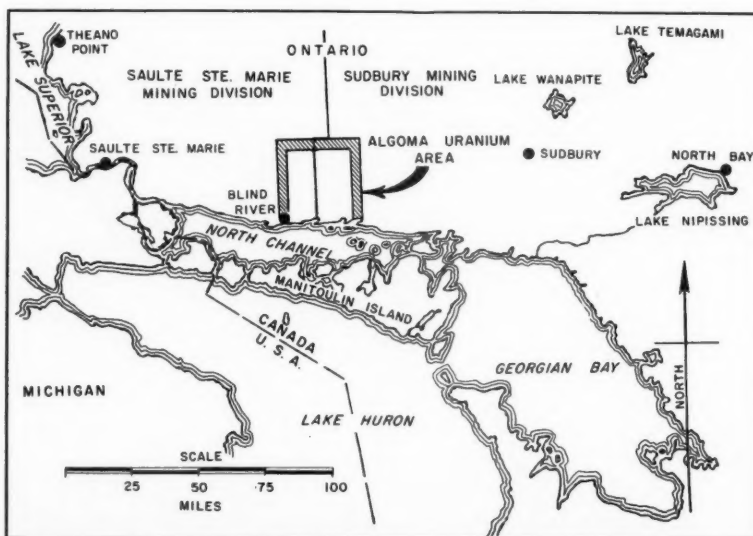 THEANO
POINT
LAKE SUPERIOR
ONTARIO
SAULTE STE. MARIE
MINING DIVISION
SUDBURY MINING
DIVISION
LAKE TEMAGAMI
LAKE WANAPITE
SAULTE STE. MARIE
ALGOMA URANIUM
AREA
SUDBURY
NORTH
BAY
BLIND
RIVER
LAKE NIPISSING
NORTH CHANNEL
MANITOULIN ISLAND
CANADA
U.S.A.
GEORGIAN BAY
NORTH
MICHIGAN
LAKE HURON
SCALE
25 50 75 100
MILES